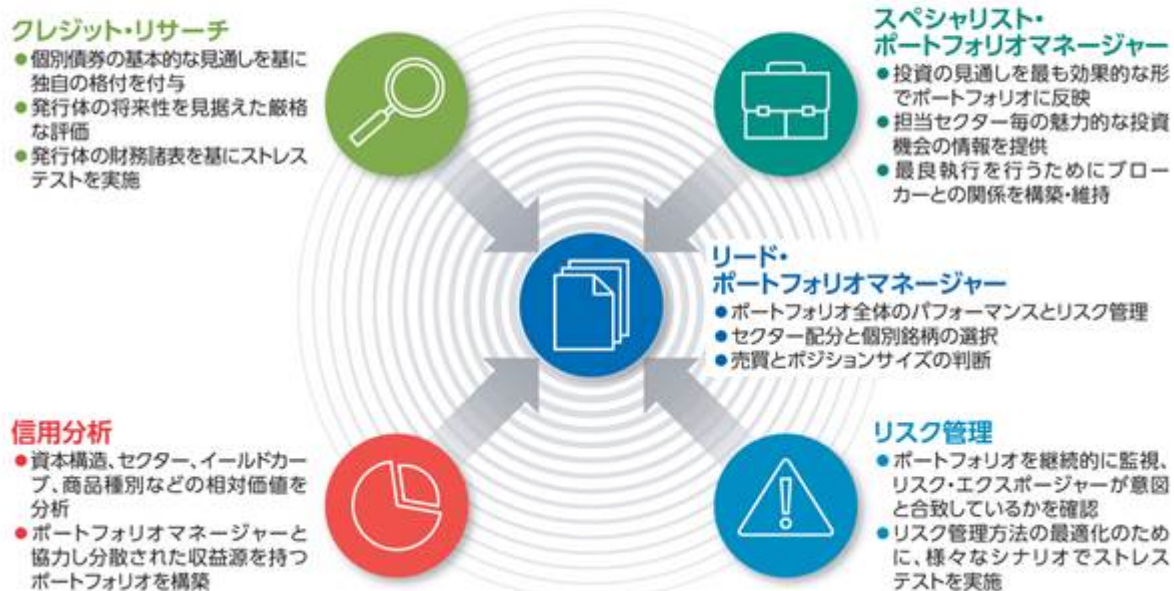 クレジット・リサーチ
●個別債券の基本的な見通しを基に
独自の格付を付与
●発行体の将来性を見据えた厳格
な評価
●発行体の財務諸表を基にストレス
テストを実施
スペシャリスト・
ポートフォリオマネージャー
●投資の見通しを最も効果的な形
でポートフォリオに反映
●担当セクター毎の魅力的な投資
機会の情報を提供
●最良執行を行うためにブロー
カーとの関係を構築・維持
リード・
ポートフォリオマネージャー
●ポートフォリオ全体のパフォーマンスとリスク管理
●セクター配分と個別銘柄の選択
●売買とポジションサイズの判断
信用分析
●資本構造、セクター、イールドカー
ブ、商品種別などの相対価値を
分析
●ポートフォリオマネージャーと
協力し分散された収益源を持つ
ポートフォリオを構築
リスク管理
●ポートフォリオを継続的に監視、
リスク・エクスポージャーが意図
と合致しているかを確認
●リスク管理方法の最適化のため
に、様々なシナリオでストレス
テストを実施